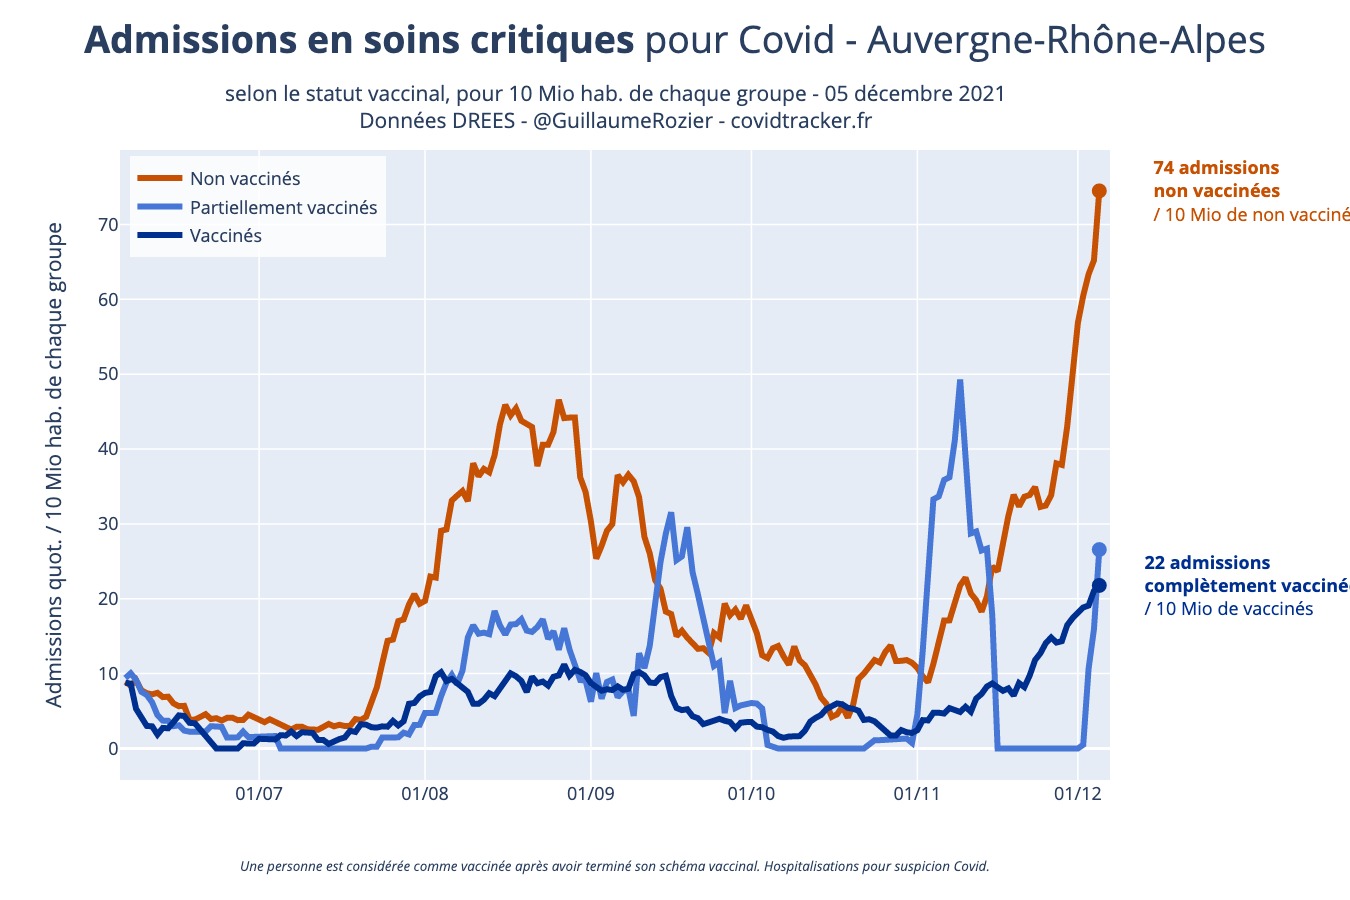 Admissions en soins critiques pour Covid - Auvergne-Rhône-Alpes
selon le statut vaccinal, pour 10 Mio hab. de chaque groupe - 05 décembre 2021
Données DREES - @GuillaumeRozier - covidtracker.fr
Non vaccinés
Partiellement vaccinés
Vaccinés
74 admissions
non vaccinées
/ 10 Mio de non vacciné
Admissions quot. / 10 Mio hab. de chaque groupe
70
60
50
40
30
20
10
0
22 admissions
complètement vacciné
/ 10 Mio de vaccinés
01/07
01/08
01/09
01/10
01/11
01/12
Une personne est considérée comme vaccinée après avoir terminé son schéma vaccinal. Hospitalisations pour suspicion Covid.